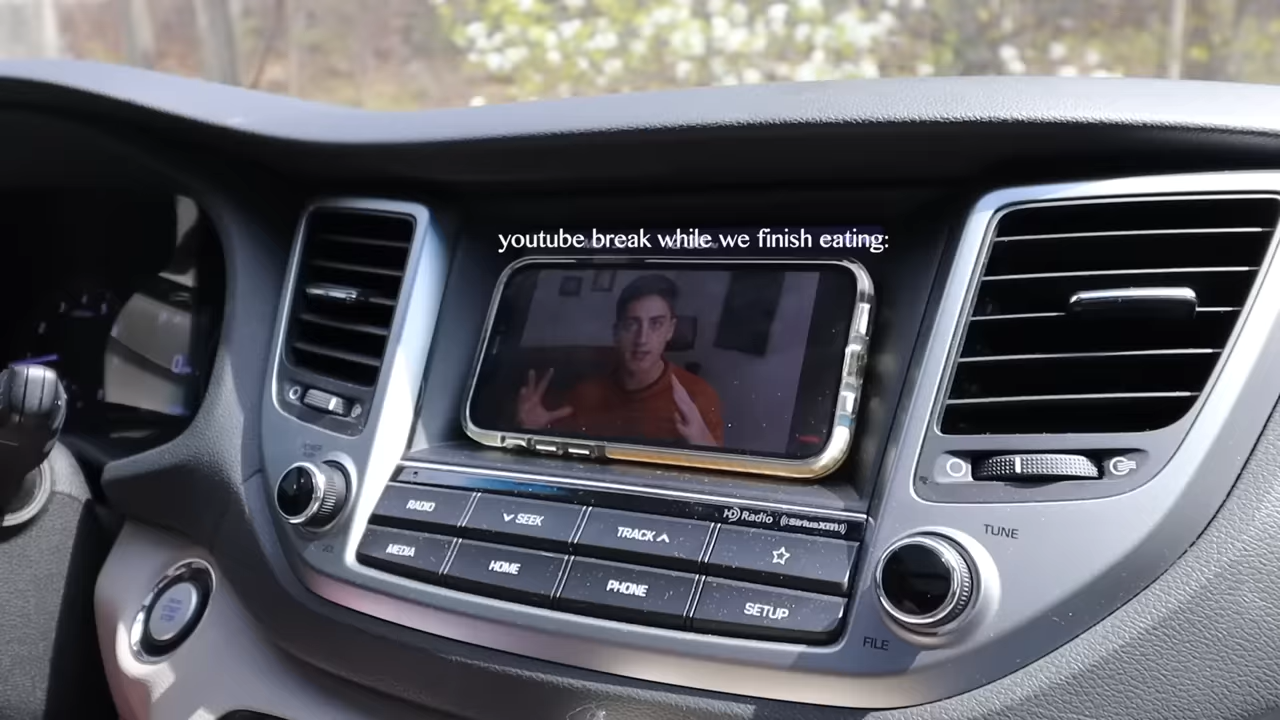 youtube break while we finish eating:
HD Radio ((SiriusXM))
RADIO
SEEK
TRACK
MEDIA
HOME
PHONE
SETUP
TUNE
FILE